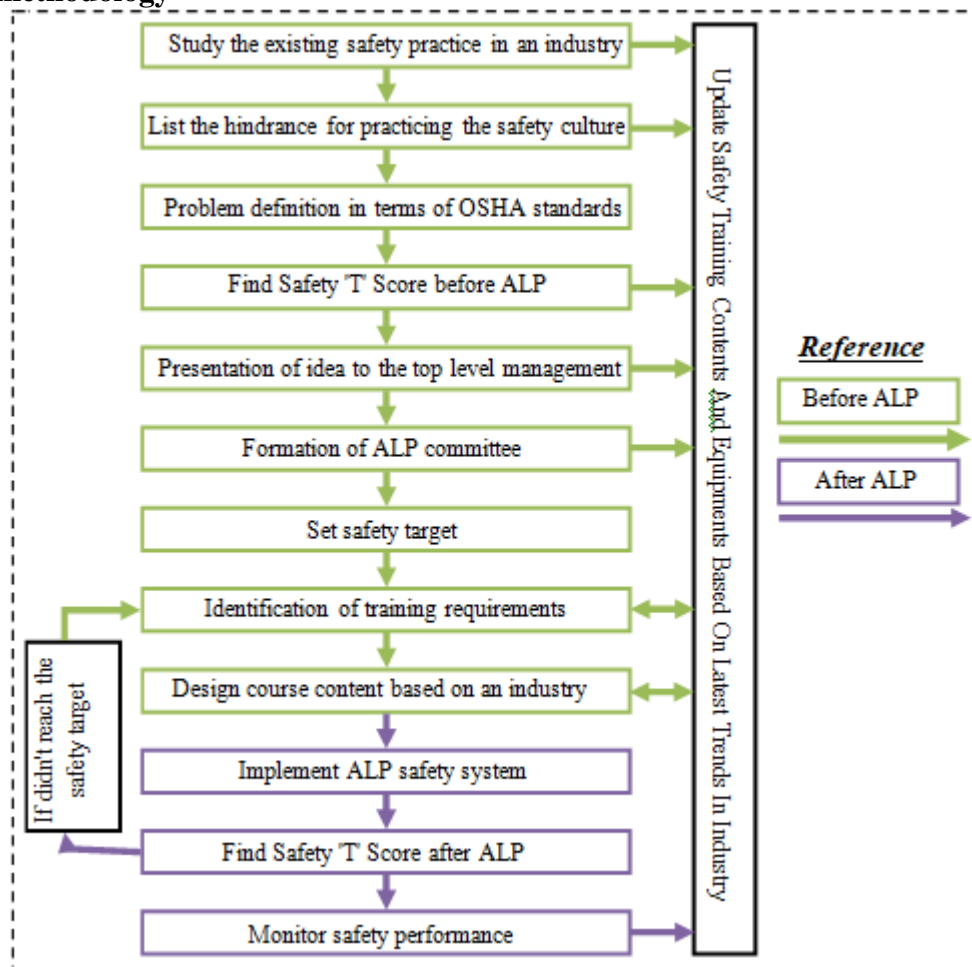 methodology
Study the existing safety practice in an industry
List the hindrance for practicing the safety culture
Problem definition in terms of OSHA standards
Find Safety 'T' Score before ALP
Presentation of idea to the top level management
Formation of ALP committee
Set safety target
Identification of training requirements
Design course content based on an industry
Implement ALP safety system
Find Safety 'T' Score after ALP
Monitor safety performance
If didn't reach the
safety target
Update Safety Training Contents And Equipments Based On Latest Trends In Industry
Reference
Before ALP
After ALP